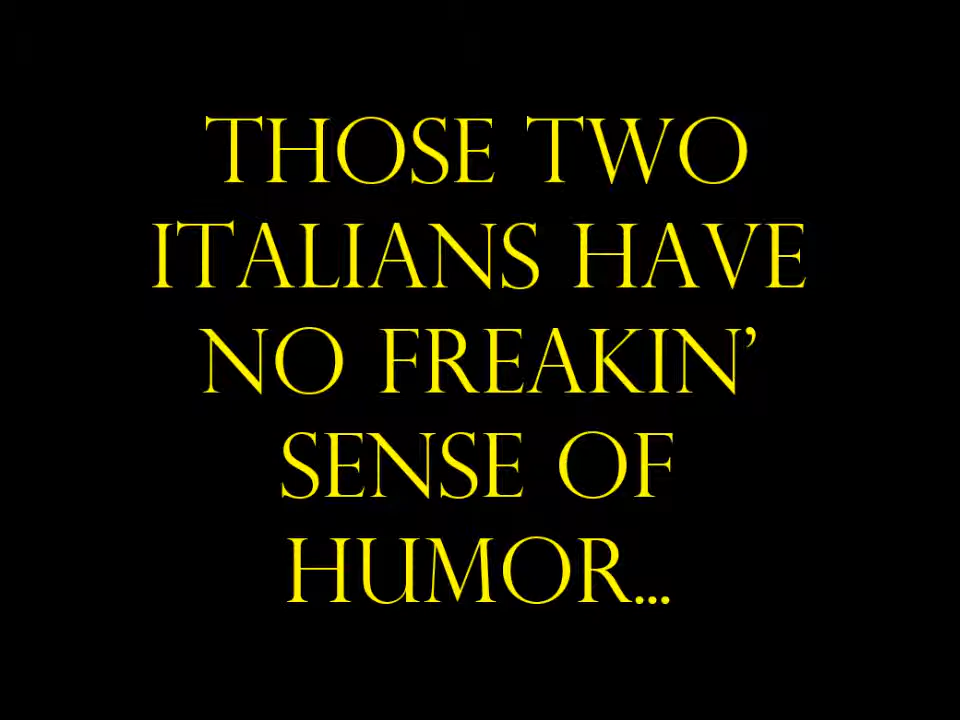 THOSE TWO
ITALIANS HAVE
NO FREAKIN’
SENSE OF
HUMOR...